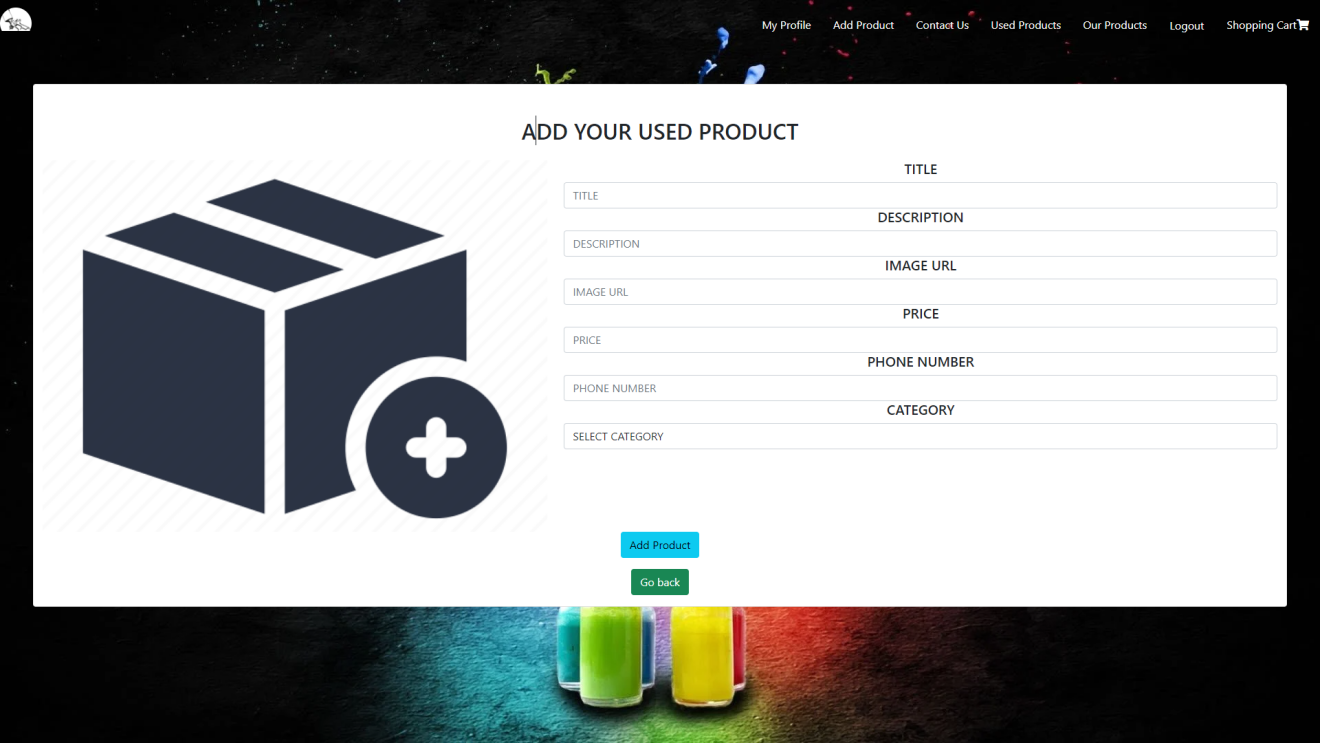 My Profile
Add Product
Contact Us
Used Products
Our Products
Logout
Shopping Cart
ADD YOUR USED PRODUCT
TITLE
TITLE
DESCRIPTION
DESCRIPTION
IMAGE URL
IMAGE URL
PRICE
PRICE
PHONE NUMBER
PHONE NUMBER
CATEGORY
SELECT CATEGORY
Add Product
Go back